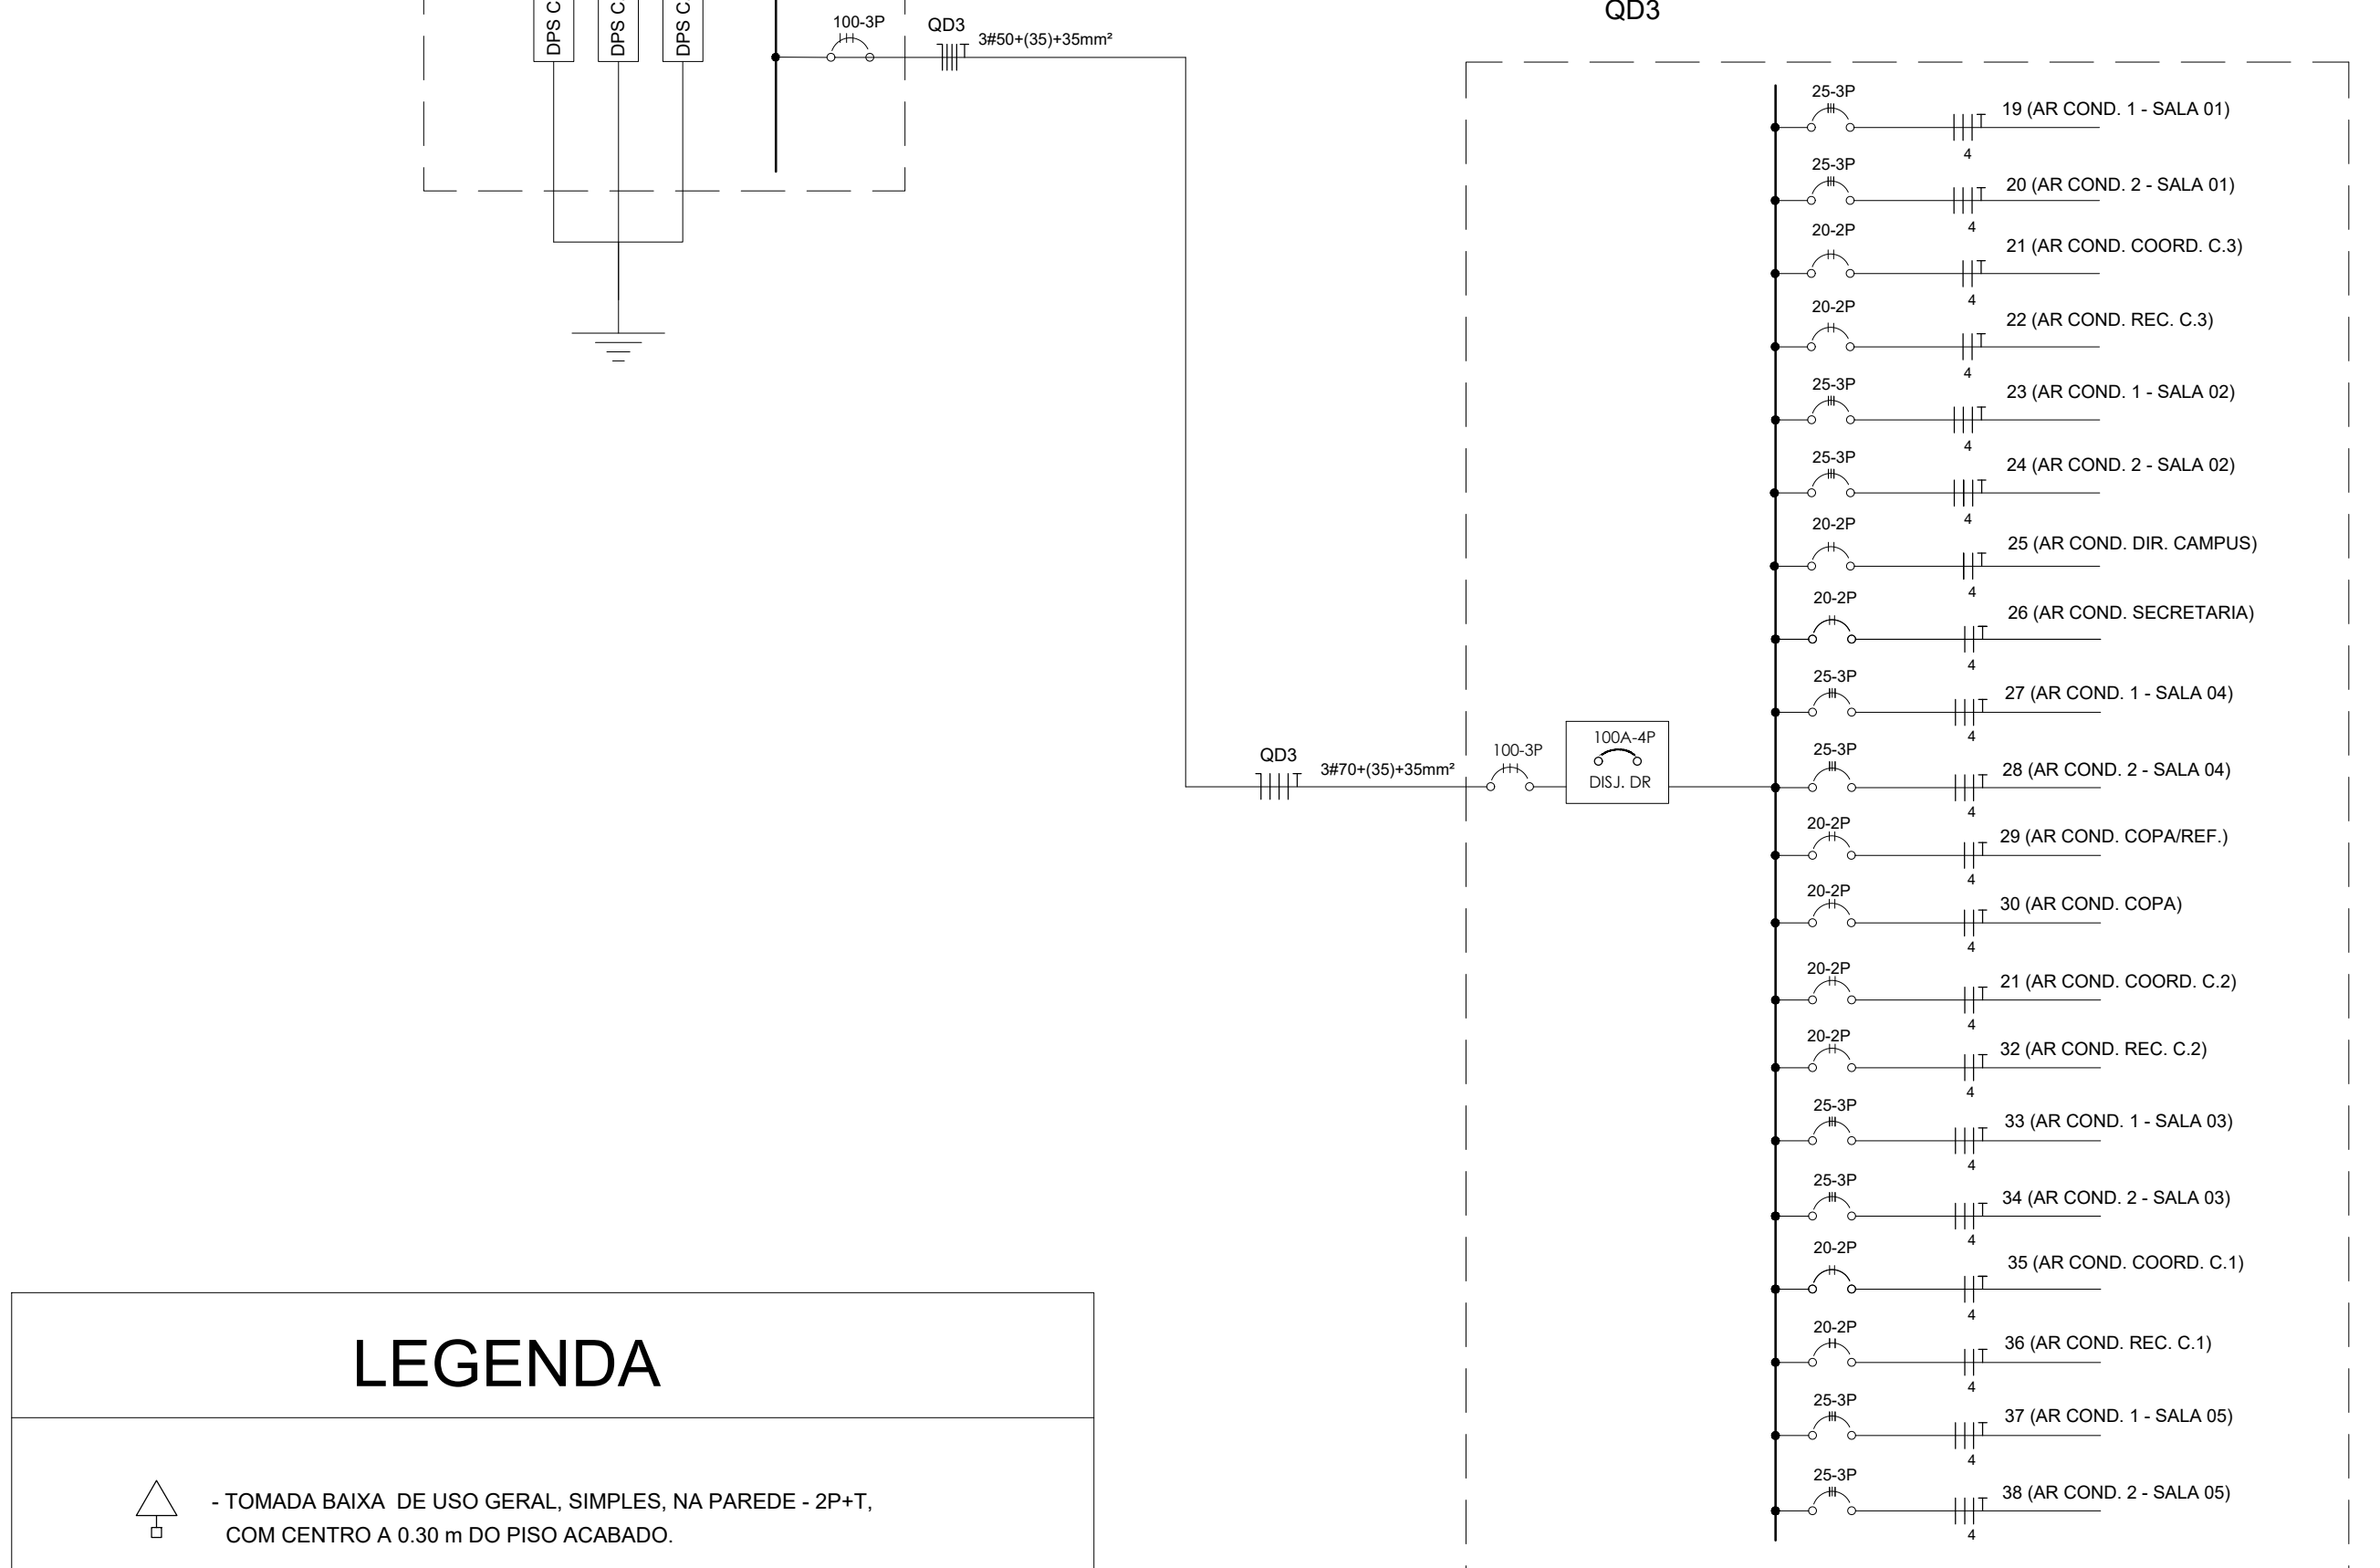 DPS C
DPS C
DPS C
100-3P
QD3
3#50+(35)+35mm²
QD3
25-3P
19 (AR COND. 1 - SALA 01)
4
25-3P
20 (AR COND. 2 - SALA 01)
4
20-2P
21 (AR COND. COORD. C.3)
4
20-2P
22 (AR COND. REC. C.3)
4
25-3P
23 (AR COND. 1 - SALA 02)
4
25-3P
24 (AR COND. 2 - SALA 02)
4
20-2P
25 (AR COND. DIR. CAMPUS)
4
20-2P
26 (AR COND. SECRETARIA)
4
25-3P
27 (AR COND. 1 - SALA 04)
4
QD3
3#70+(35)+35mm²
100-3P
100A-4P
DISJ. DR
25-3P
28 (AR COND. 2 - SALA 04)
4
20-2P
29 (AR COND. COPA/REF.)
4
20-2P
30 (AR COND. COPA)
4
20-2P
21 (AR COND. COORD. C.2)
4
20-2P
32 (AR COND. REC. C.2)
4
25-3P
33 (AR COND. 1 - SALA 03)
4
25-3P
34 (AR COND. 2 - SALA 03)
4
20-2P
35 (AR COND. COORD. C.1)
4
20-2P
36 (AR COND. REC. C.1)
4
25-3P
37 (AR COND. 1 - SALA 05)
4
25-3P
38 (AR COND. 2 - SALA 05)
4
LEGENDA
- TOMADA BAIXA DE USO GERAL, SIMPLES, NA PAREDE - 2P+T,
COM CENTRO A 0.30 m DO PISO ACABADO.